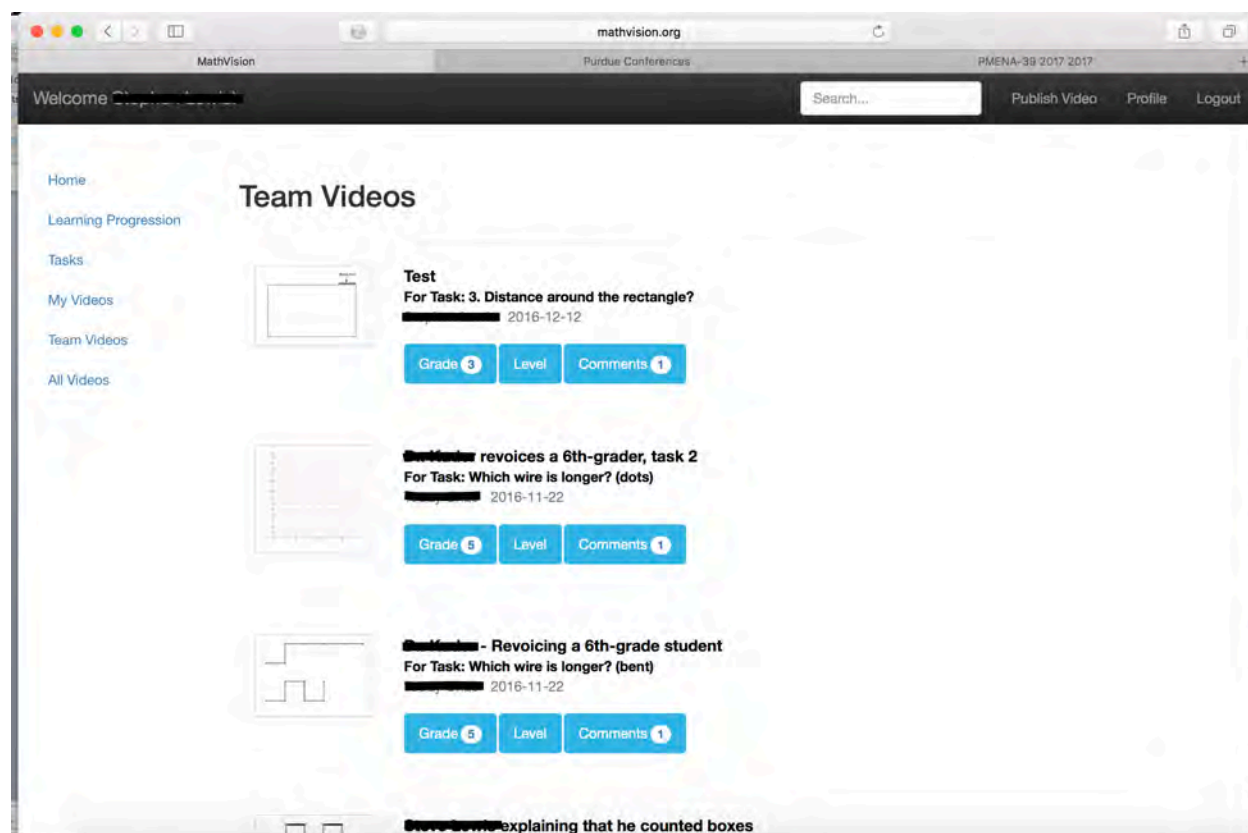 mathvision.org
MathVision Purdue Conferences PMENA-39 2017 2017 +
Welcome Search... Publish Video Profile Logout
Home
Learning Progression
Tasks
My Videos
Team Videos
All Videos
Team Videos
Test
For Task: 3. Distance around the rectangle?
2016-12-12
Grade 3 Level Comments 1
revoices a 6th-grader, task 2
For Task: Which wire is longer? (dots)
2016-11-22
Grade 5 Level Comments 1
- Revoicing a 6th-grade student
For Task: Which wire is longer? (bent)
2016-11-22
Grade 5 Level Comments 1
explaining that he counted boxes